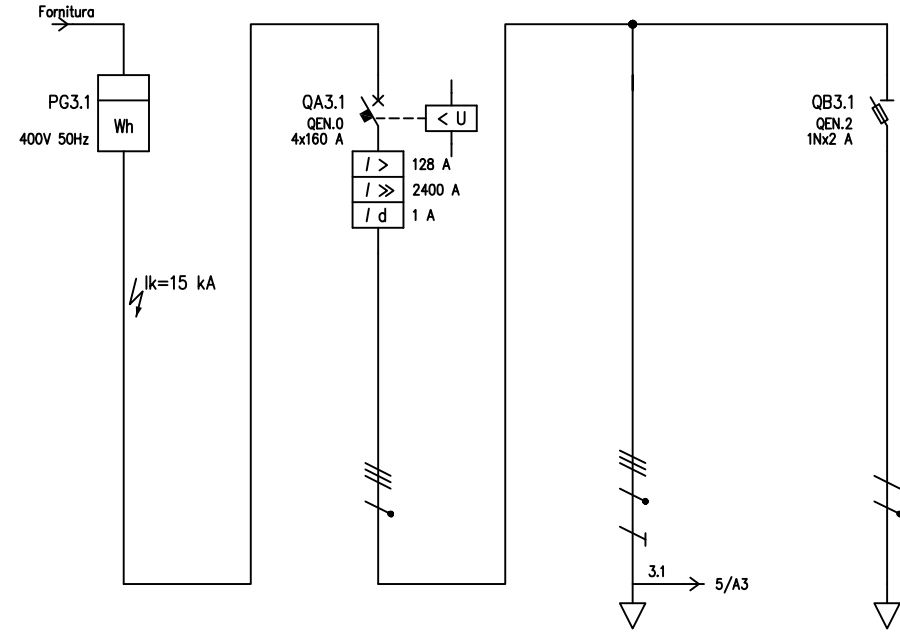 Fornitura
PG3.1
400V 50Hz
Wh
Ik=15 kA
QA3.1
QEN.0
4x160 A
< U
I > 128 A
I >> 2400 A
I d 1 A
3.1
5/A3
QB3.1
QEN.2
1Nx2 A